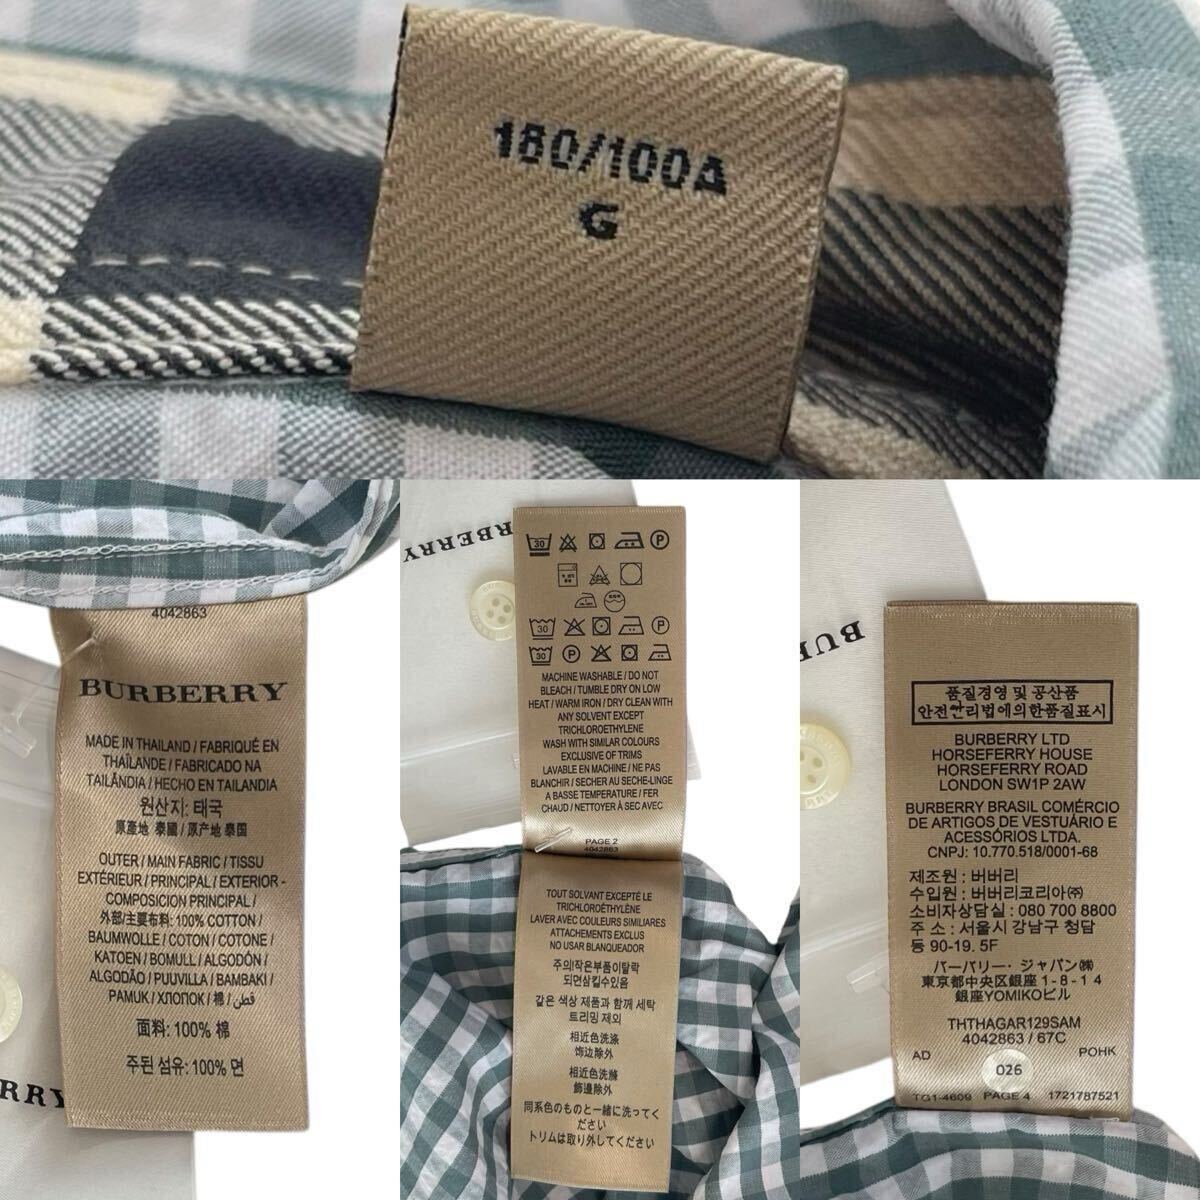 180/100A
G
4042863
BURBERRY
MADE IN THAILAND / FABRIQUÉ EN
THAÏLANDE / FABRICADO NA
TAILÂNDIA / HECHO EN TAILANDIA
원산지: 태국
原產地 泰國 / 原产地 泰国
OUTER / MAIN FABRIC / TISSU
EXTÉRIEUR / PRINCIPAL / EXTERIOR -
COMPOSICION PRINCIPAL /
外部/主要布料: 100% COTTON /
BAUMWOLLE / COTON / COTONE /
KATOEN / BOMULL / ALGODÓN /
ALGODÃO / PUUVILLA / BAMBAKI /
PAMUK / ХЛОПОК / 棉 / قطن /
面料: 100% 棉
주된 섬유: 100% 면
BURBERRY
30
P
30
P
30
P
MACHINE WASHABLE / DO NOT
BLEACH / TUMBLE DRY ON LOW
HEAT / WARM IRON / DRY CLEAN WITH
ANY SOLVENT EXCEPT
TRICHLOROETHYLENE
WASH WITH SIMILAR COLOURS
EXCLUSIVE OF TRIMS
LAVABLE EN MACHINE / NE PAS
BLANCHIR / SECHER AU SECHE-LINGE
A BASSE TEMPERATURE / FER
CHAUD / NETTOYER À SEC AVEC
PAGE 2
4042863
TOUT SOLVANT EXCEPTÉ LE
TRICHLOROÉTHYLÈNE
LAVER AVEC COULEURS SIMILAIRES
ATTACHEMENTS EXCLUS
NO USAR BLANQUEADOR
주의)작은부품이탈락
되면삼킬수있음
같은 색상 제품과 함께 세탁
트리밍 제외
相近色洗涤
饰边除外
相近色洗滌
飾邊除外
同系色のものと一緒に洗ってく
ださい
トリムは取り外してください
품질경영 및 공산품
안전관리법에의한품질표시
BURBERRY LTD
HORSEFERRY HOUSE
HORSEFERRY ROAD
LONDON SW1P 2AW
BURBERRY BRASIL COMÉRCIO
DE ARTIGOS DE VESTUÁRIO E
ACESSÓRIOS LTDA.
CNPJ: 10.770.518/0001-68
제조원 : 버버리
수입원 : 버버리코리아㈜
소비자상담실 : 080 700 8800
주 소 : 서울시 강남구 청담
동 90-19. 5F
バーバリー・ジャパン㈱
東京都中央区銀座 1-8-14
銀座YOMIKOビル
THTHAGAR129SAM
4042863 / 67C
AD 026 POHK
TG1-4609 PAGE 4 1721787521